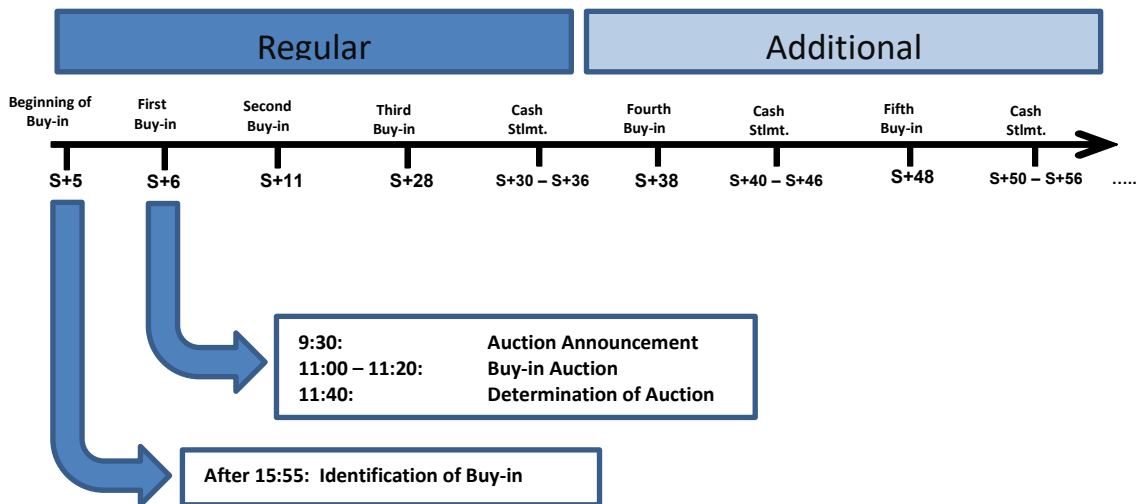 Regular
Additional
Beginning of
Buy-in
First
Buy-in
Second
Buy-in
Third
Buy-in
Cash
Stlmt.
Fourth
Buy-in
Cash
Stlmt.
Fifth
Buy-in
Cash
Stlmt.
S+5
S+6
S+11
S+28
S+30 – S+36
S+38
S+40 – S+46
S+48
S+50 – S+56
.....
9:30: Auction Announcement
11:00 – 11:20: Buy-in Auction
11:40: Determination of Auction
After 15:55: Identification of Buy-in